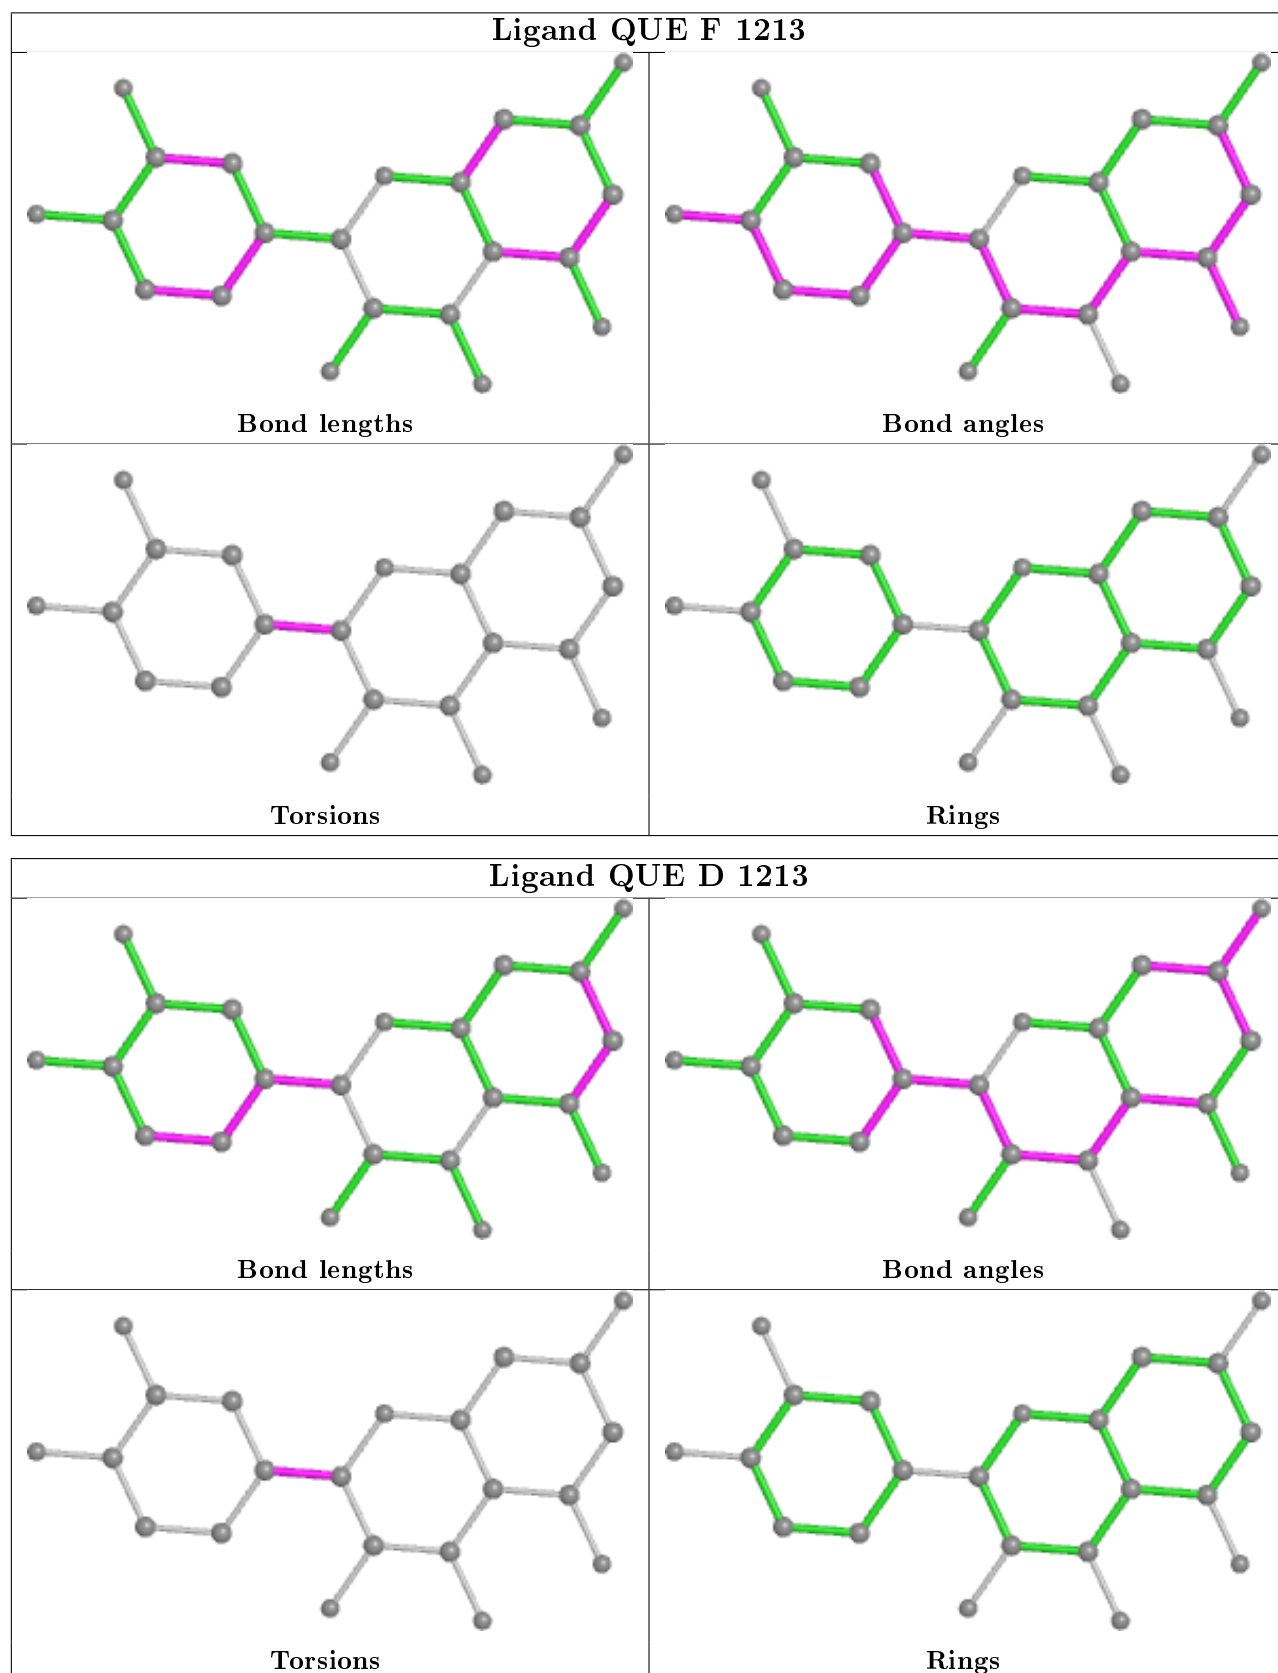 Ligand QUE F 1213
Bond lengths
Bond angles
Torsions
Rings
Ligand QUE D 1213
Bond lengths
Bond angles
Torsions
Rings